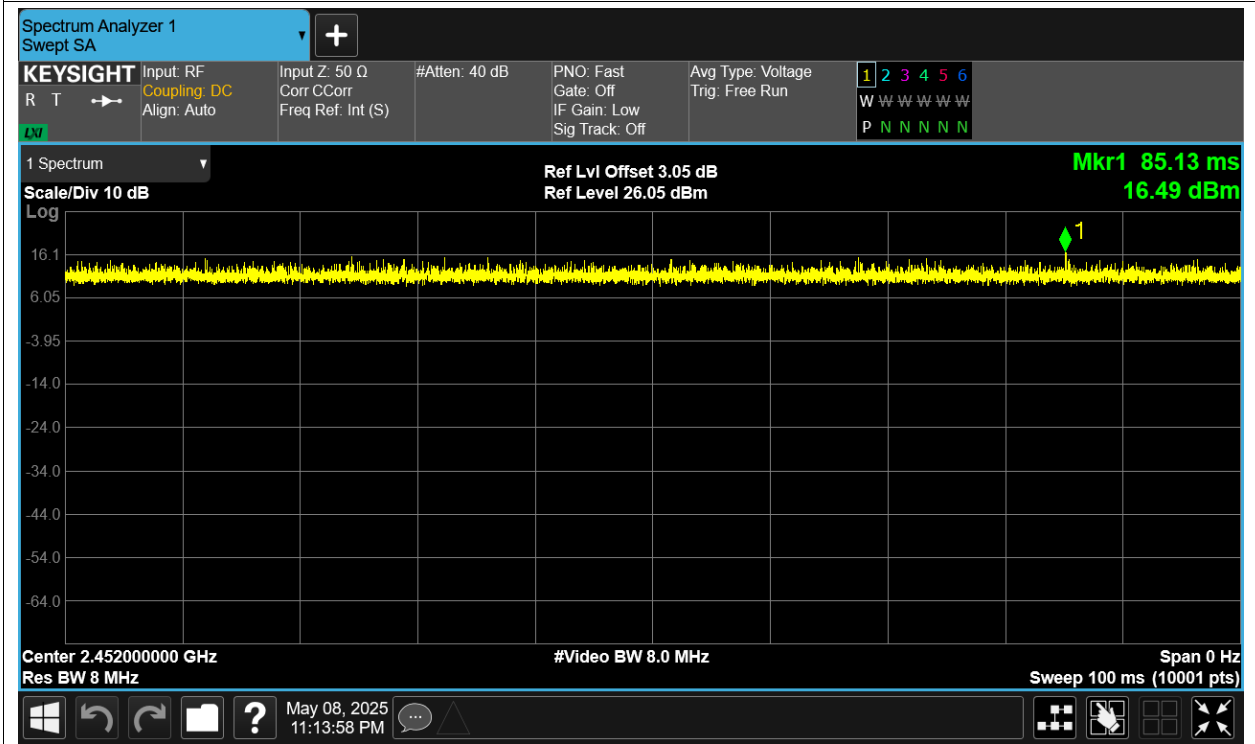 Spectrum Analyzer 1
Swept SA
KEYSIGHT
R T
LXI
Input: RF
Coupling: DC
Align: Auto
Input Z: 50 Ω
Corr CCorr
Freq Ref: Int (S)
#Atten: 40 dB
PNO: Fast
Gate: Off
IF Gain: Low
Sig Track: Off
Avg Type: Voltage
Trig: Free Run
1 2 3 4 5 6
W W W W W W
P N N N N N
1 Spectrum
Scale/Div 10 dB
Log
Ref Lvl Offset 3.05 dB
Ref Level 26.05 dBm
Mkr1 85.13 ms
16.49 dBm
1
16.1
6.05
-3.95
-14.0
-24.0
-34.0
-44.0
-54.0
-64.0
Center 2.452000000 GHz
Res BW 8 MHz
#Video BW 8.0 MHz
Span 0 Hz
Sweep 100 ms (10001 pts)
?
May 08, 2025
11:13:58 PM